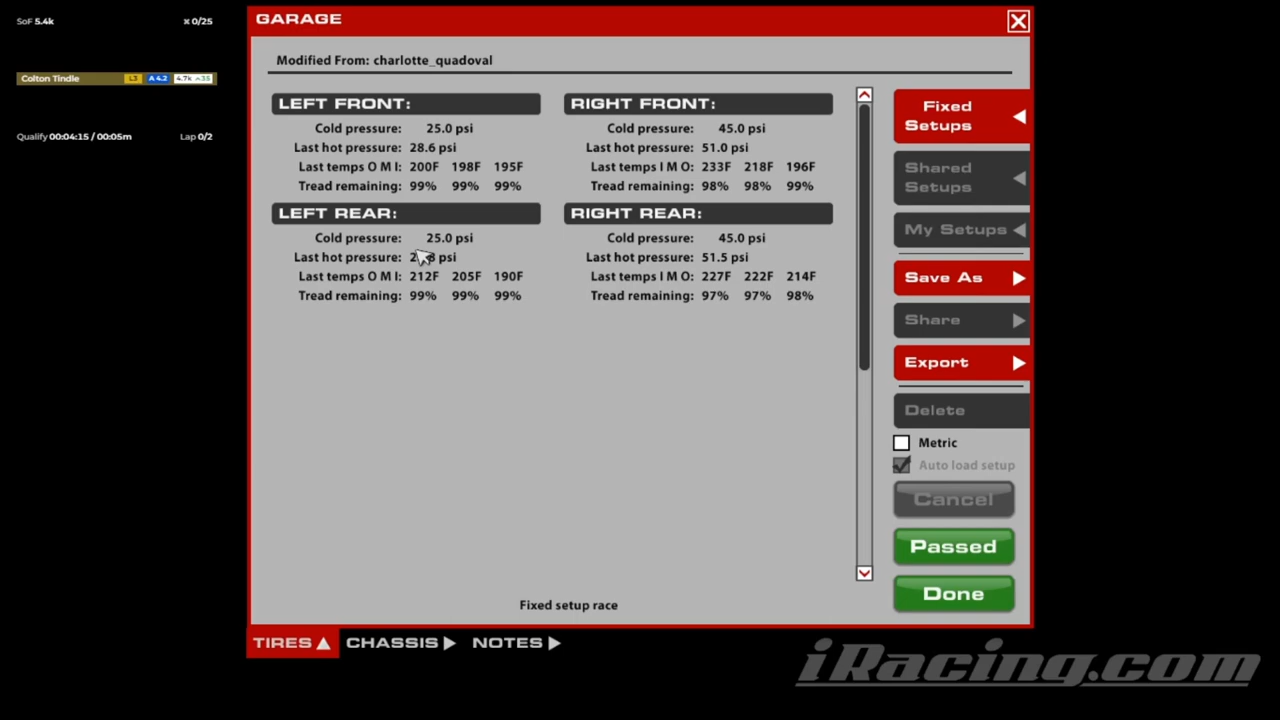 SoF 5.4k
0/25
Colton Tindle L3 A 4.2 4.7k 35
Qualify 00:04:15 / 00:05m Lap 0/2
GARAGE
Modified From: charlotte_quadoval
LEFT FRONT:
Cold pressure: 25.0 psi
Last hot pressure: 28.6 psi
Last temps O M I: 200F 198F 195F
Tread remaining: 99% 99% 99%
RIGHT FRONT:
Cold pressure: 45.0 psi
Last hot pressure: 51.0 psi
Last temps I M O: 233F 218F 196F
Tread remaining: 98% 98% 99%
LEFT REAR:
Cold pressure: 25.0 psi
Last hot pressure: psi
Last temps O M I: 212F 205F 190F
Tread remaining: 99% 99% 99%
RIGHT REAR:
Cold pressure: 45.0 psi
Last hot pressure: 51.5 psi
Last temps I M O: 227F 222F 214F
Tread remaining: 97% 97% 98%
Fixed setup race
Fixed
Setups
Shared
Setups
My Setups
Save As
Share
Export
Delete
Metric
Auto load setup
Cancel
Passed
Done
TIRES CHASSIS NOTES
iRacing.com